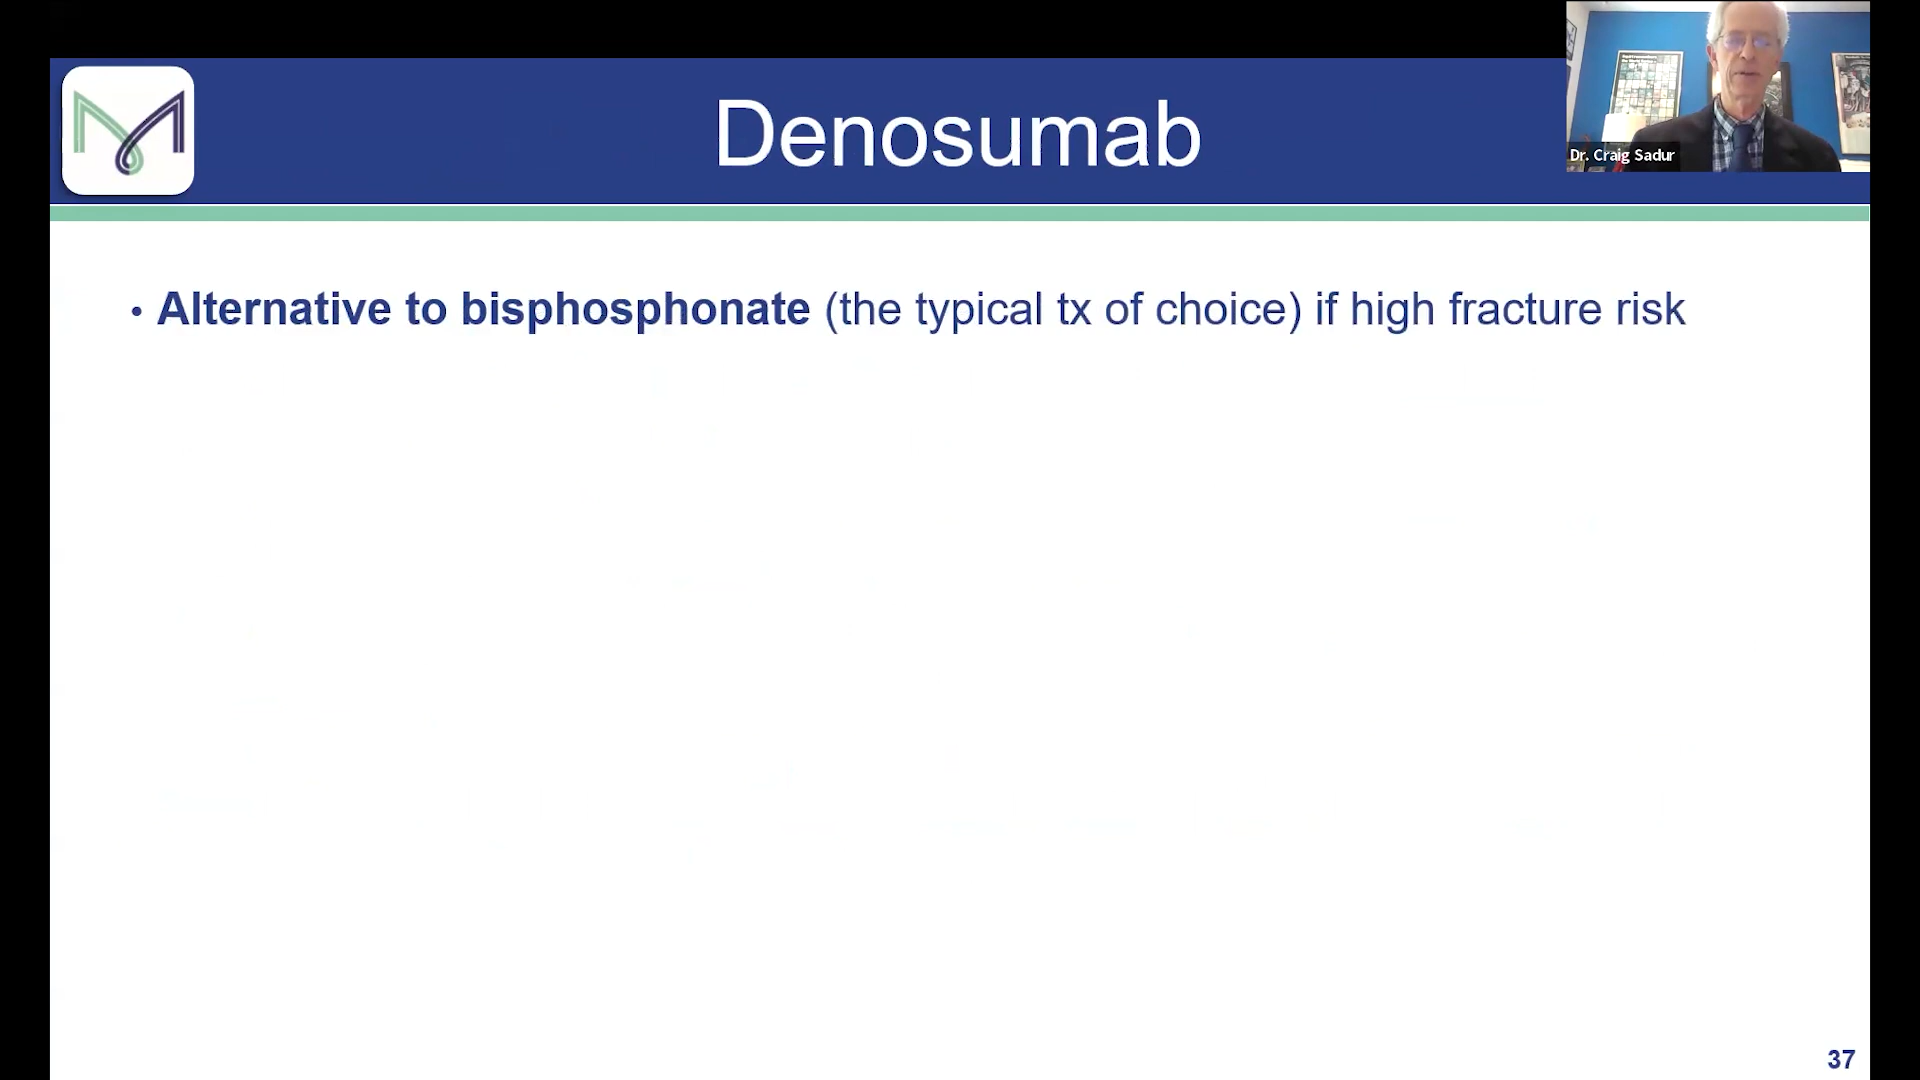 Denosumab
Dr. Craig Sadur
• Alternative to bisphosphonate (the typical tx of choice) if high fracture risk
37